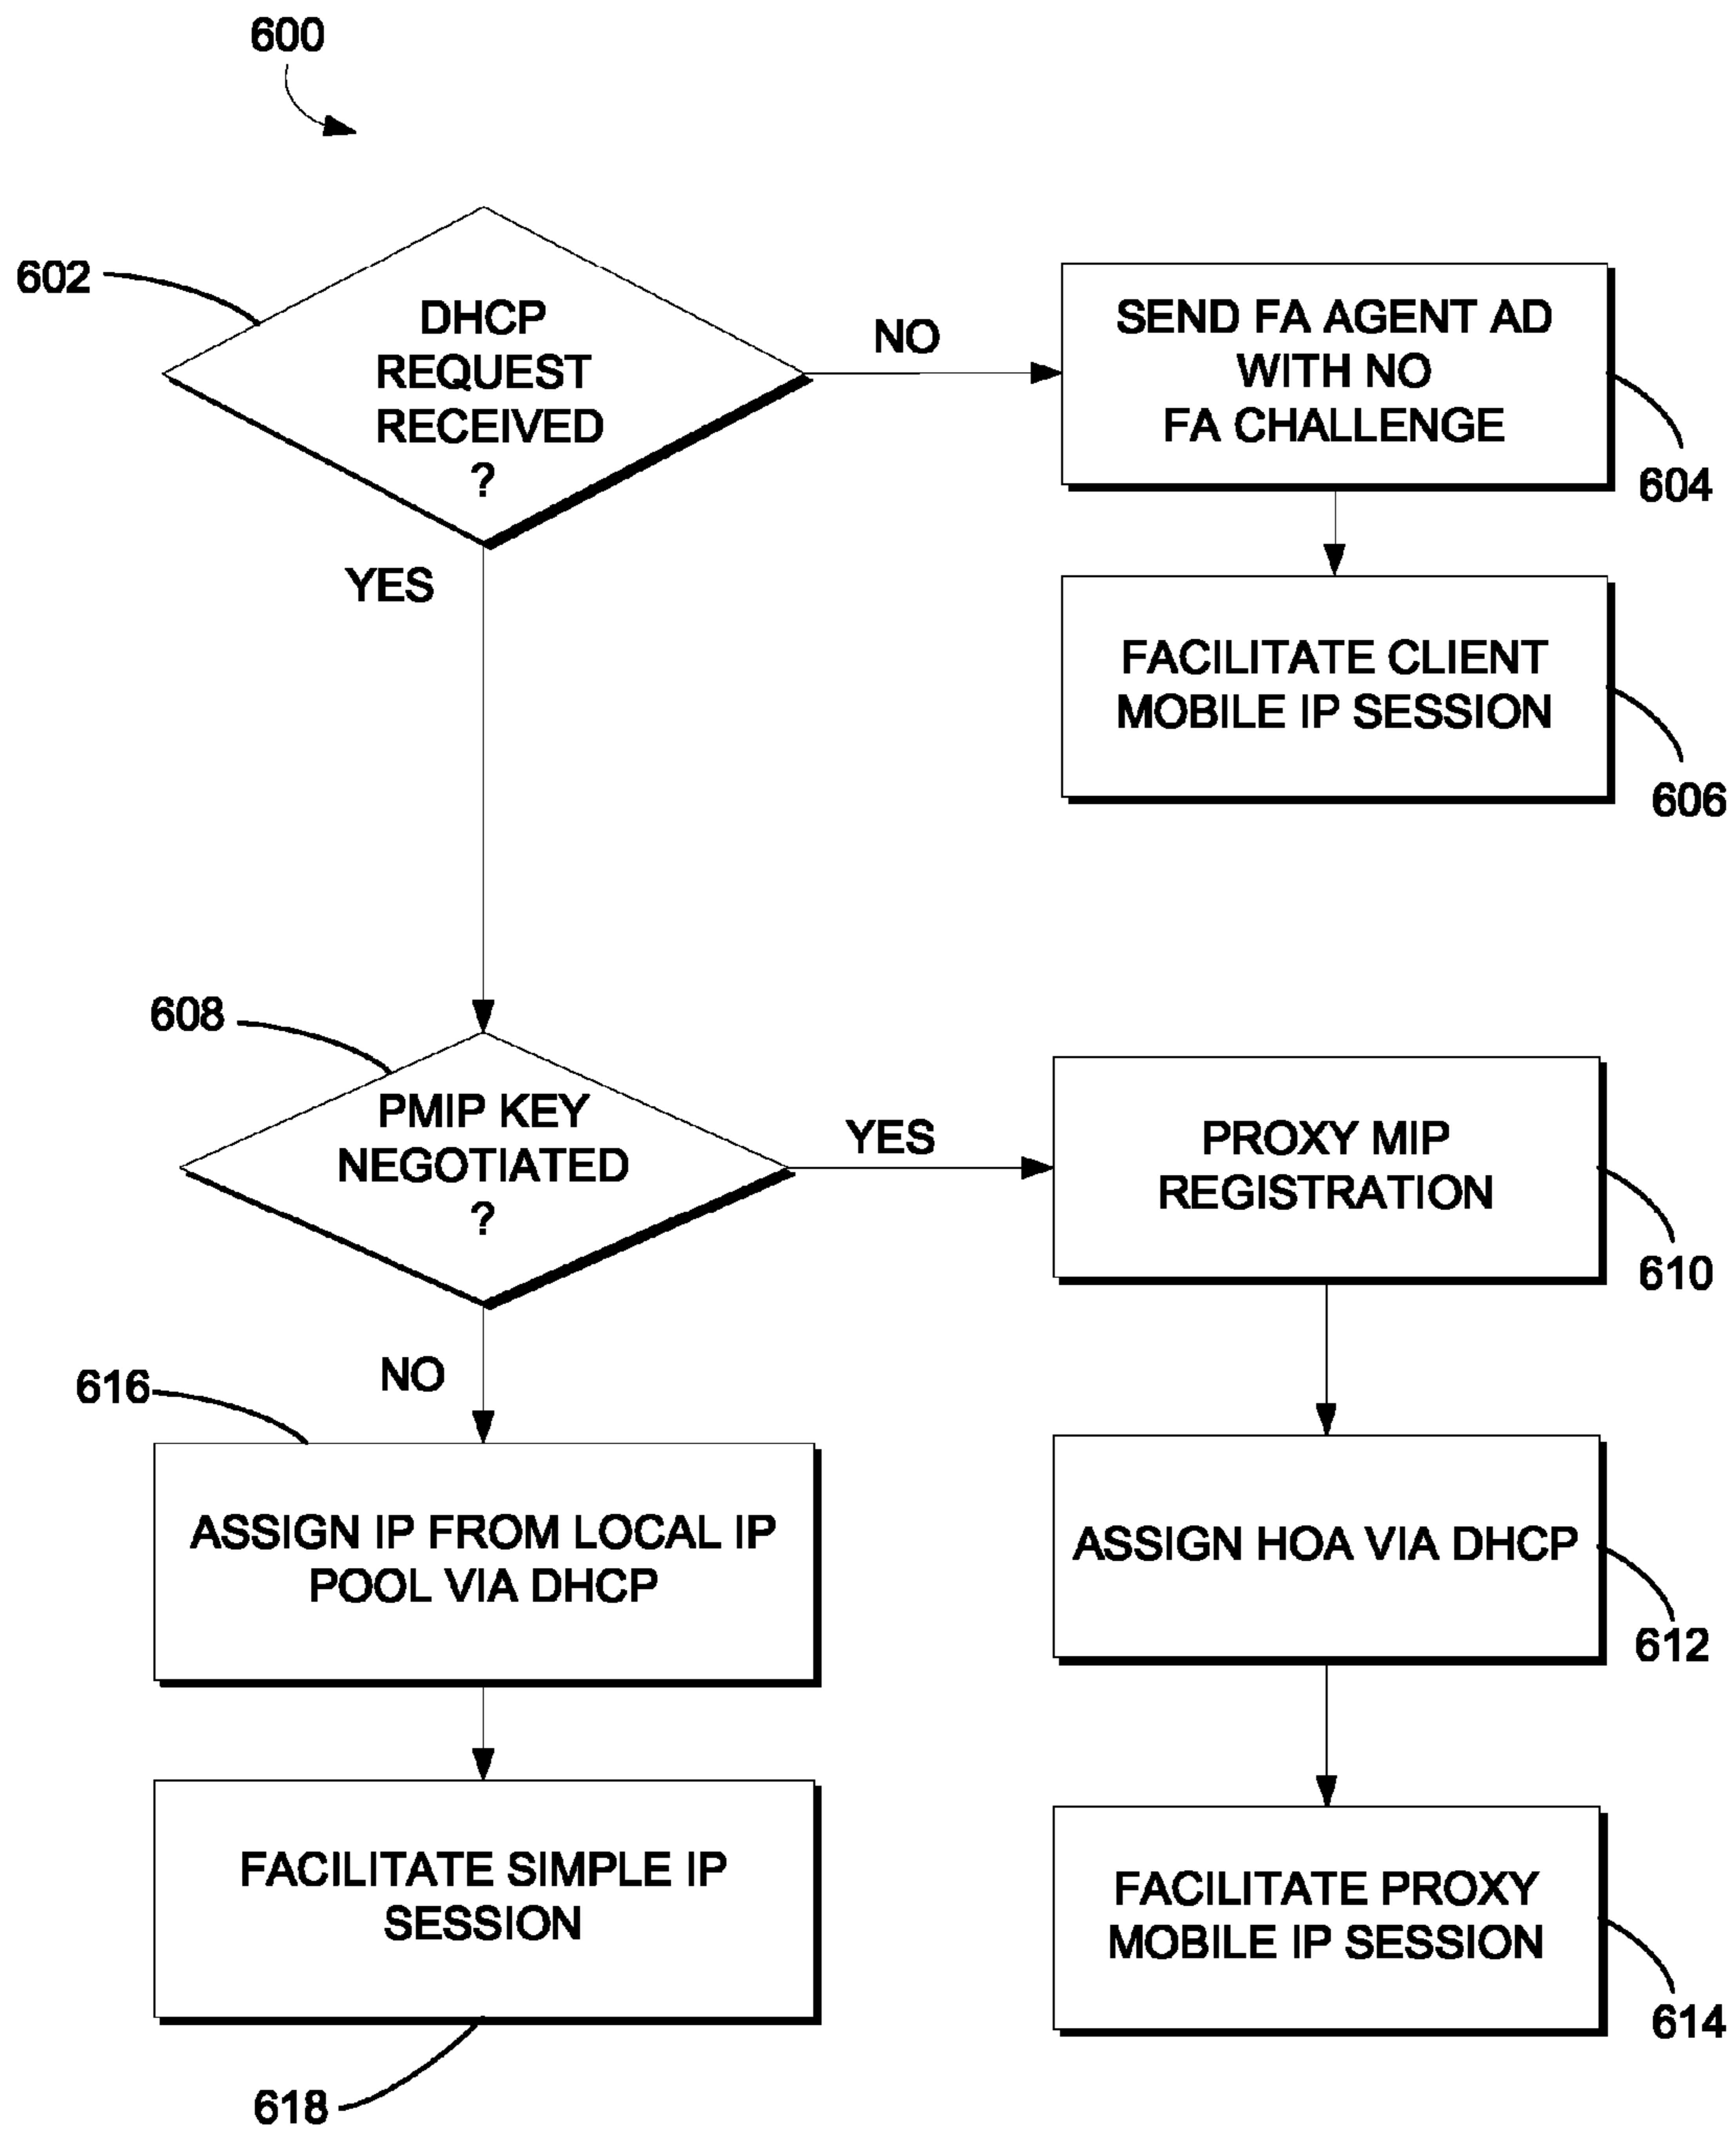 600
602
DHCP
REQUEST
RECEIVED
?
NO
SEND FA AGENT AD
WITH NO
FA CHALLENGE
604
YES
FACILITATE CLIENT
MOBILE IP SESSION
606
608
PMIP KEY
NEGOTIATED
?
YES
PROXY MIP
REGISTRATION
610
NO
616
ASSIGN IP FROM LOCAL IP
POOL VIA DHCP
ASSIGN HOA VIA DHCP
612
FACILITATE SIMPLE IP
SESSION
618
FACILITATE PROXY
MOBILE IP SESSION
614